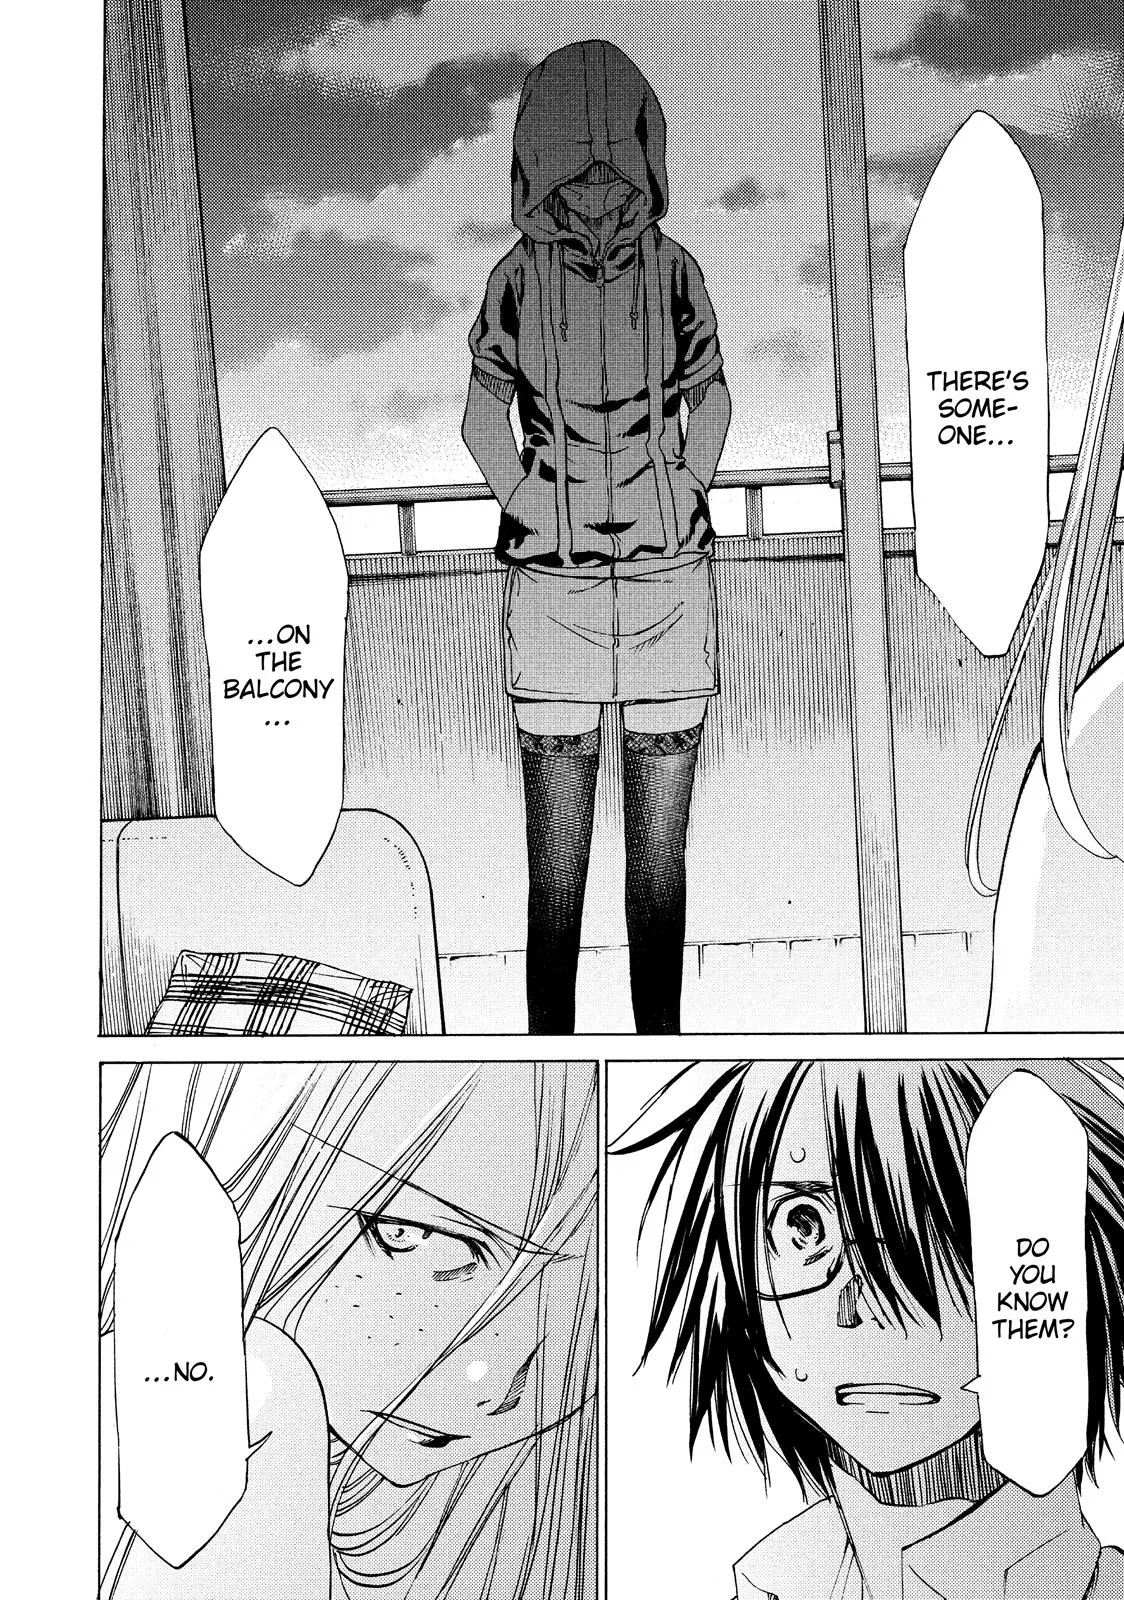 THERE'S
SOME-
ONE...
...ON
THE
BALCONY
...
DO
YOU
KNOW
THEM?
...NO.